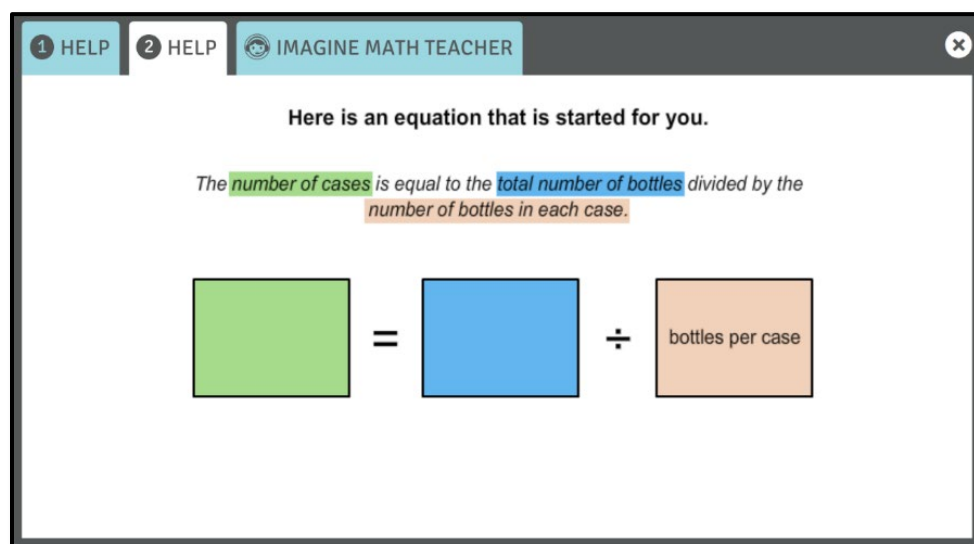 1 HELP 2 HELP IMAGINE MATH TEACHER
Here is an equation that is started for you.
The number of cases is equal to the total number of bottles divided by the
number of bottles in each case.
= ÷ bottles per case